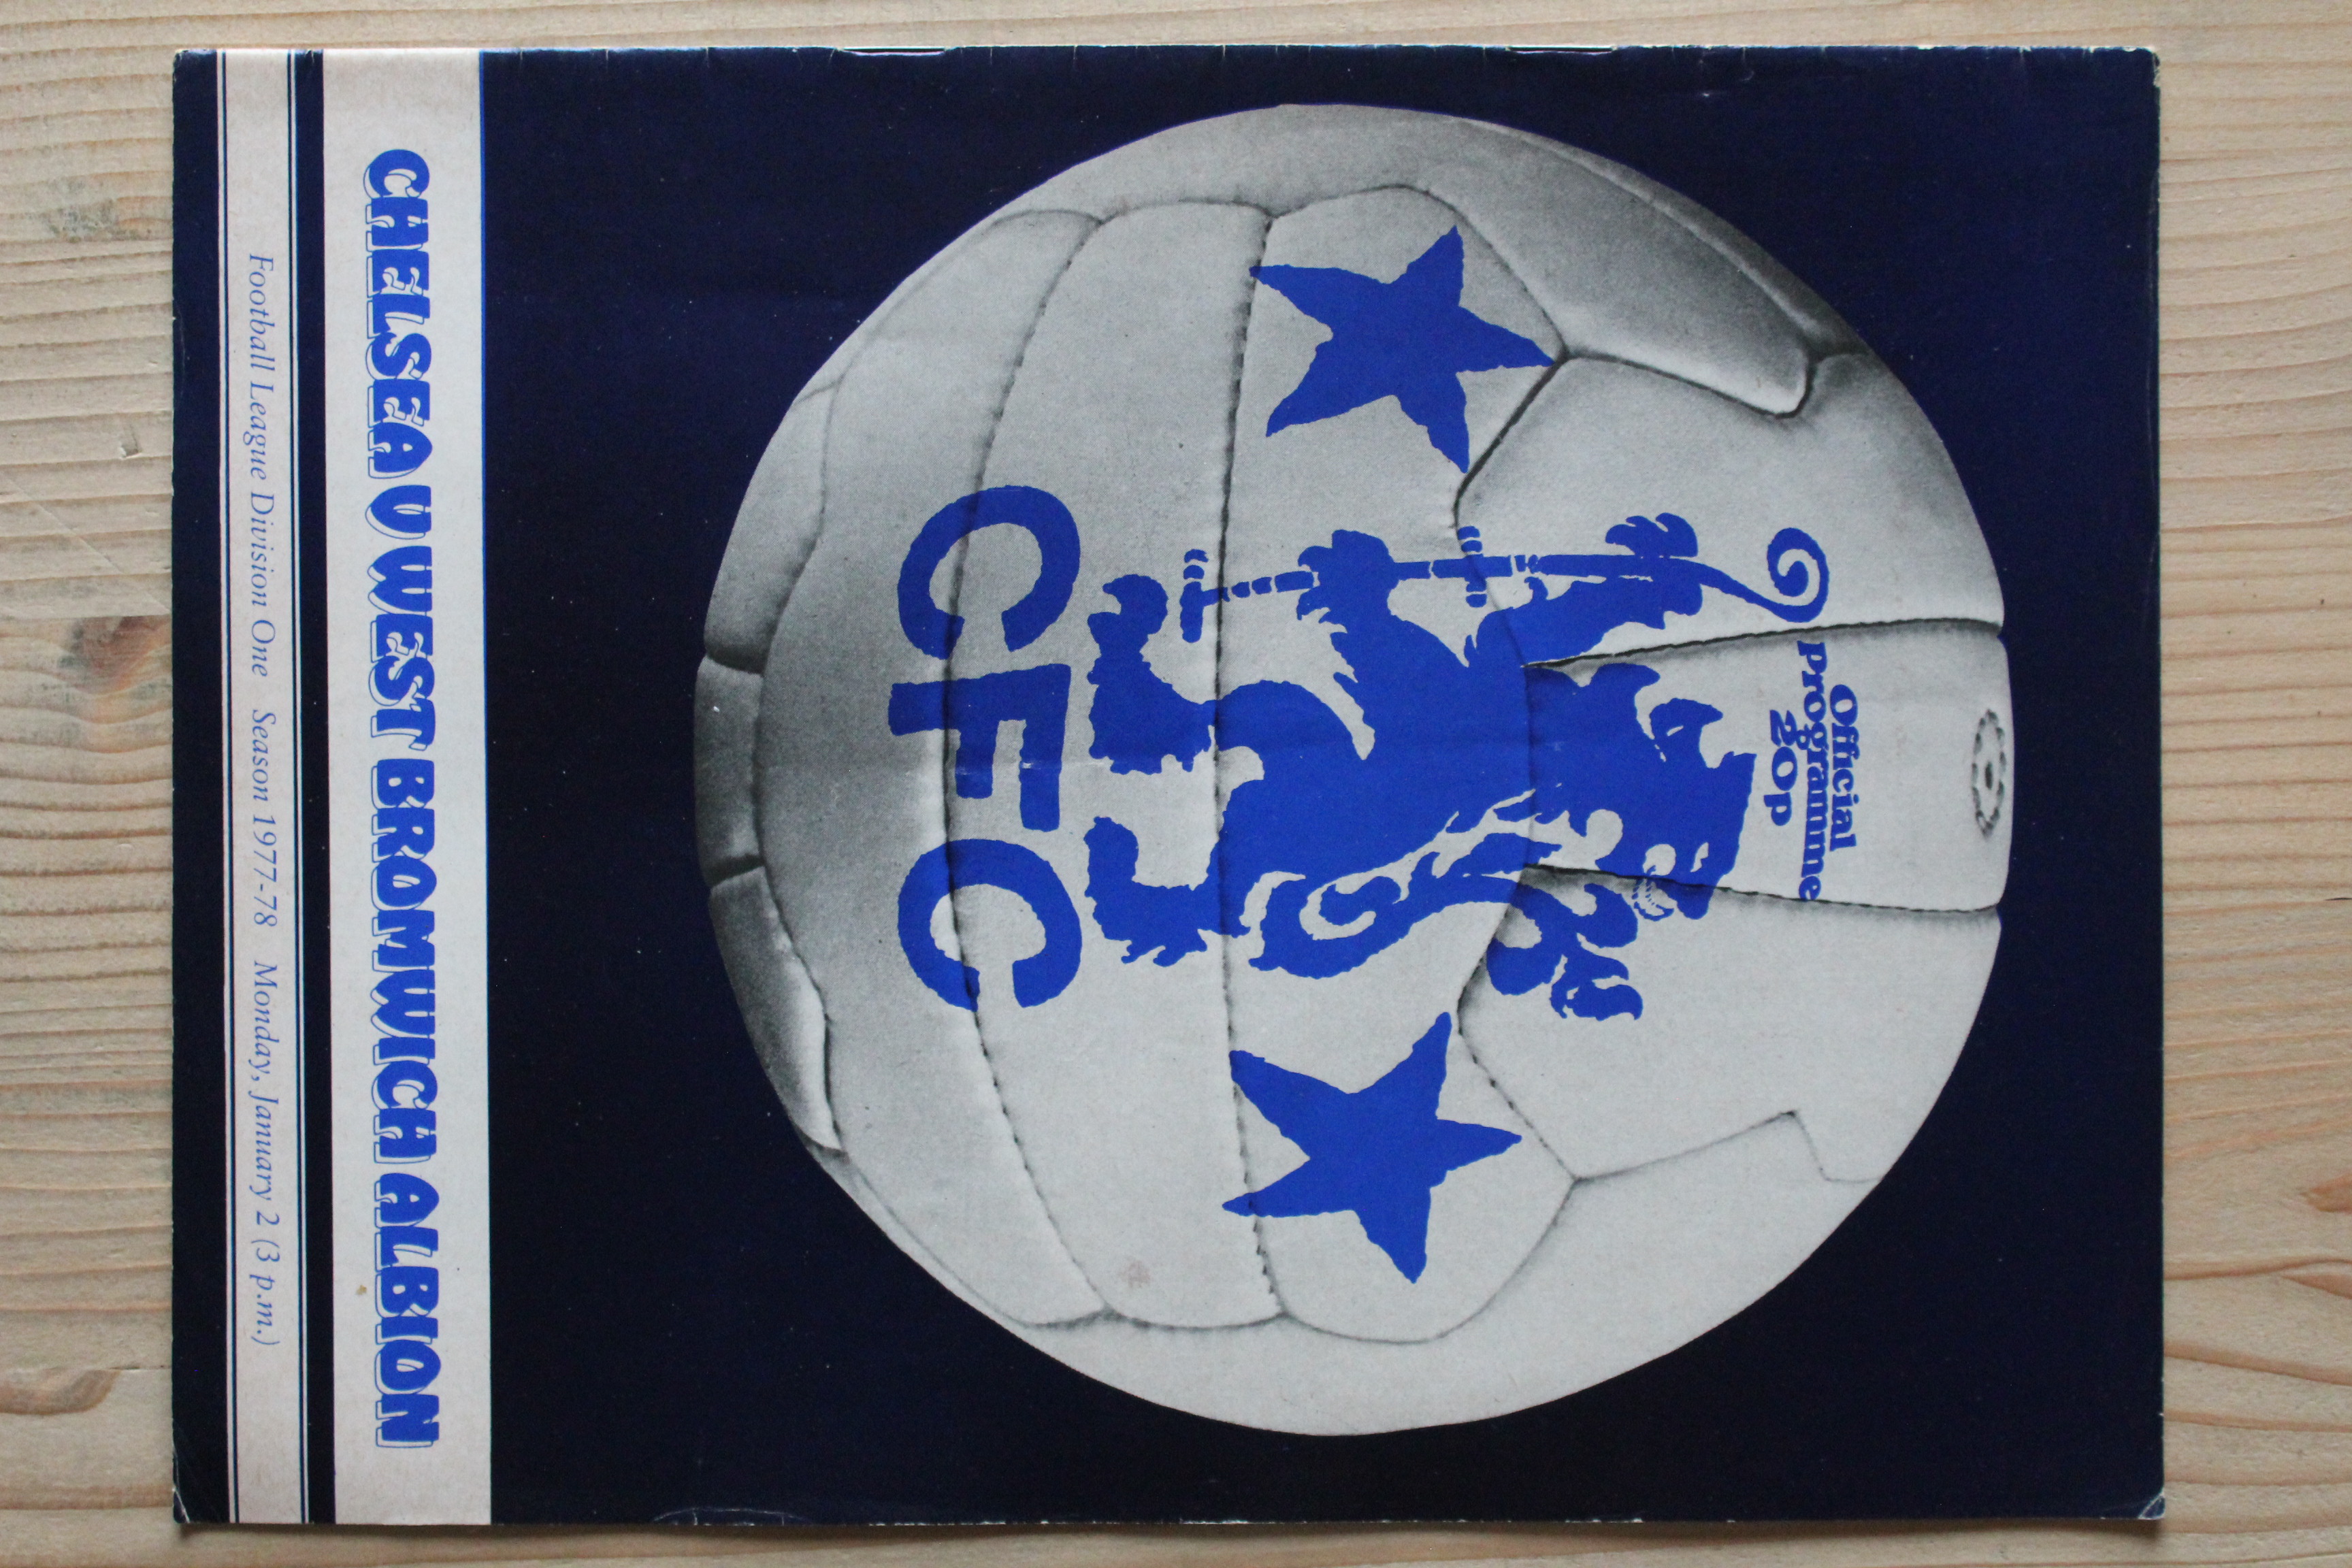 Official
Programme
20p
CFC
CHELSEA V WEST BROMWICH ALBION
Football League Division One Season 1977-78 Monday, January 2 (3 p.m.)